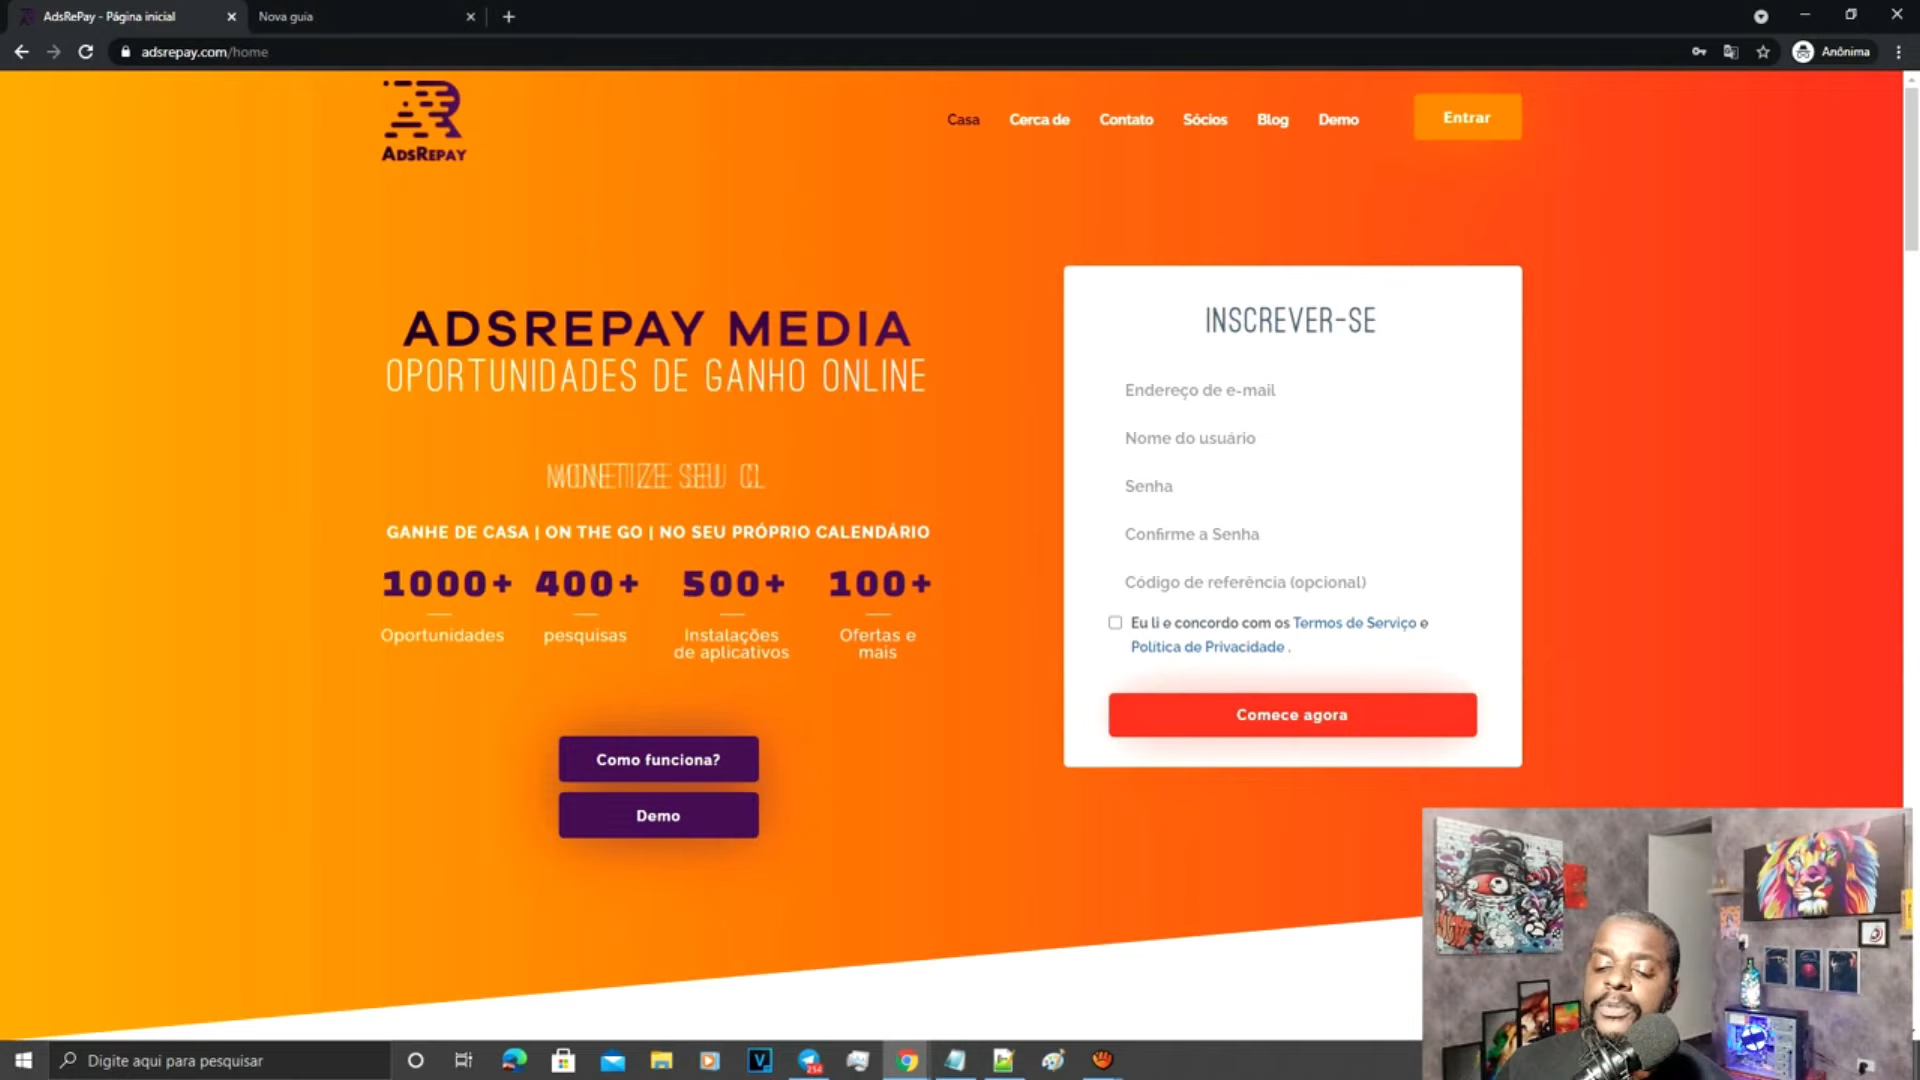 AdsRePay - Página inicial
Nova guia
adsrepay.com/home
Anônima
ADSREPAY
Casa
Cerca de
Contato
Sócios
Blog
Demo
Entrar
ADSREPAY MEDIA
OPORTUNIDADES DE GANHO ONLINE
MONETIZE SEU
GANHE DE CASA | ON THE GO | NO SEU PRÓPRIO CALENDÁRIO
1000+
Oportunidades
400+
pesquisas
500+
Instalações
de aplicativos
100+
Ofertas e
mais
Como funciona?
Demo
INSCREVER-SE
Endereço de e-mail
Nome do usuário
Senha
Confirme a Senha
Código de referência (opcional)
Eu li e concordo com os Termos de Serviço e
Política de Privacidade .
Comece agora
Digite aqui para pesquisar
254